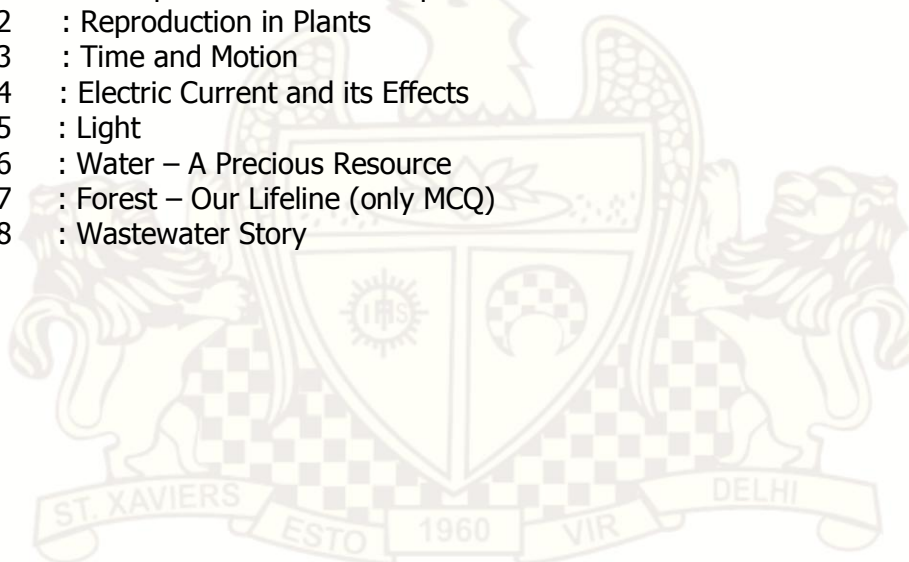 2 : Reproduction in Plants
3 : Time and Motion
4 : Electric Current and its Effects
5 : Light
6 : Water – A Precious Resource
7 : Forest – Our Lifeline (only MCQ)
8 : Wastewater Story
IHS
ST. XAVIERS ESTO 1960 VIR DELHI